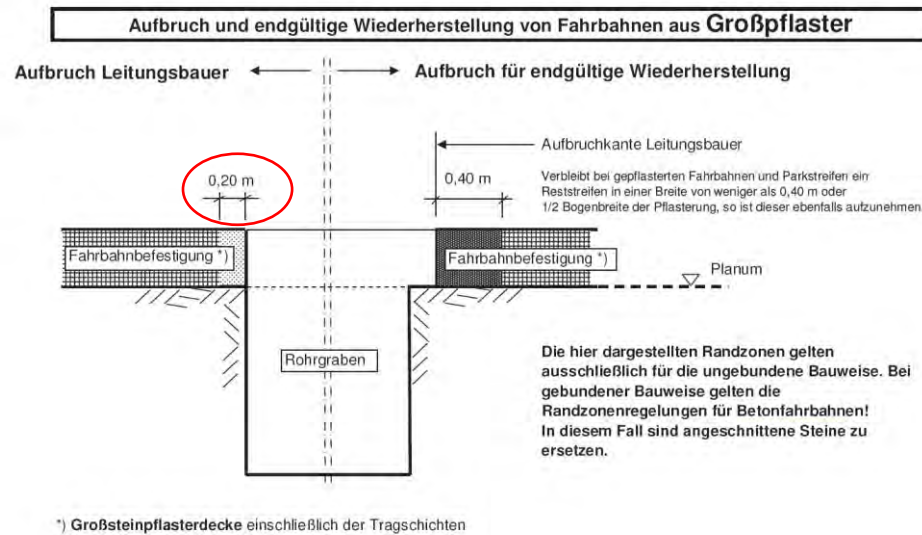 Aufbruch und endgültige Wiederherstellung von Fahrbahnen aus Großpflaster
Aufbruch Leitungsbauer
Aufbruch für endgültige Wiederherstellung
Aufbruchkante Leitungsbauer
0,20 m
0,40 m
Verbleibt bei gepflasterten Fahrbahnen und Parkstreifen ein
Reststreifen in einer Breite von weniger als 0,40 m oder
1/2 Bogenbreite der Pflasterung, so ist dieser ebenfalls aufzunehmen
Fahrbahnbefestigung *)
Fahrbahnbefestigung *)
Planum
Rohrgraben
Die hier dargestellten Randzonen gelten
ausschließlich für die ungebundene Bauweise. Bei
gebundener Bauweise gelten die
Randzonenregelungen für Betonfahrbahnen!
In diesem Fall sind angeschnittene Steine zu
ersetzen.
*) Großsteinpflasterdecke einschließlich der Tragschichten